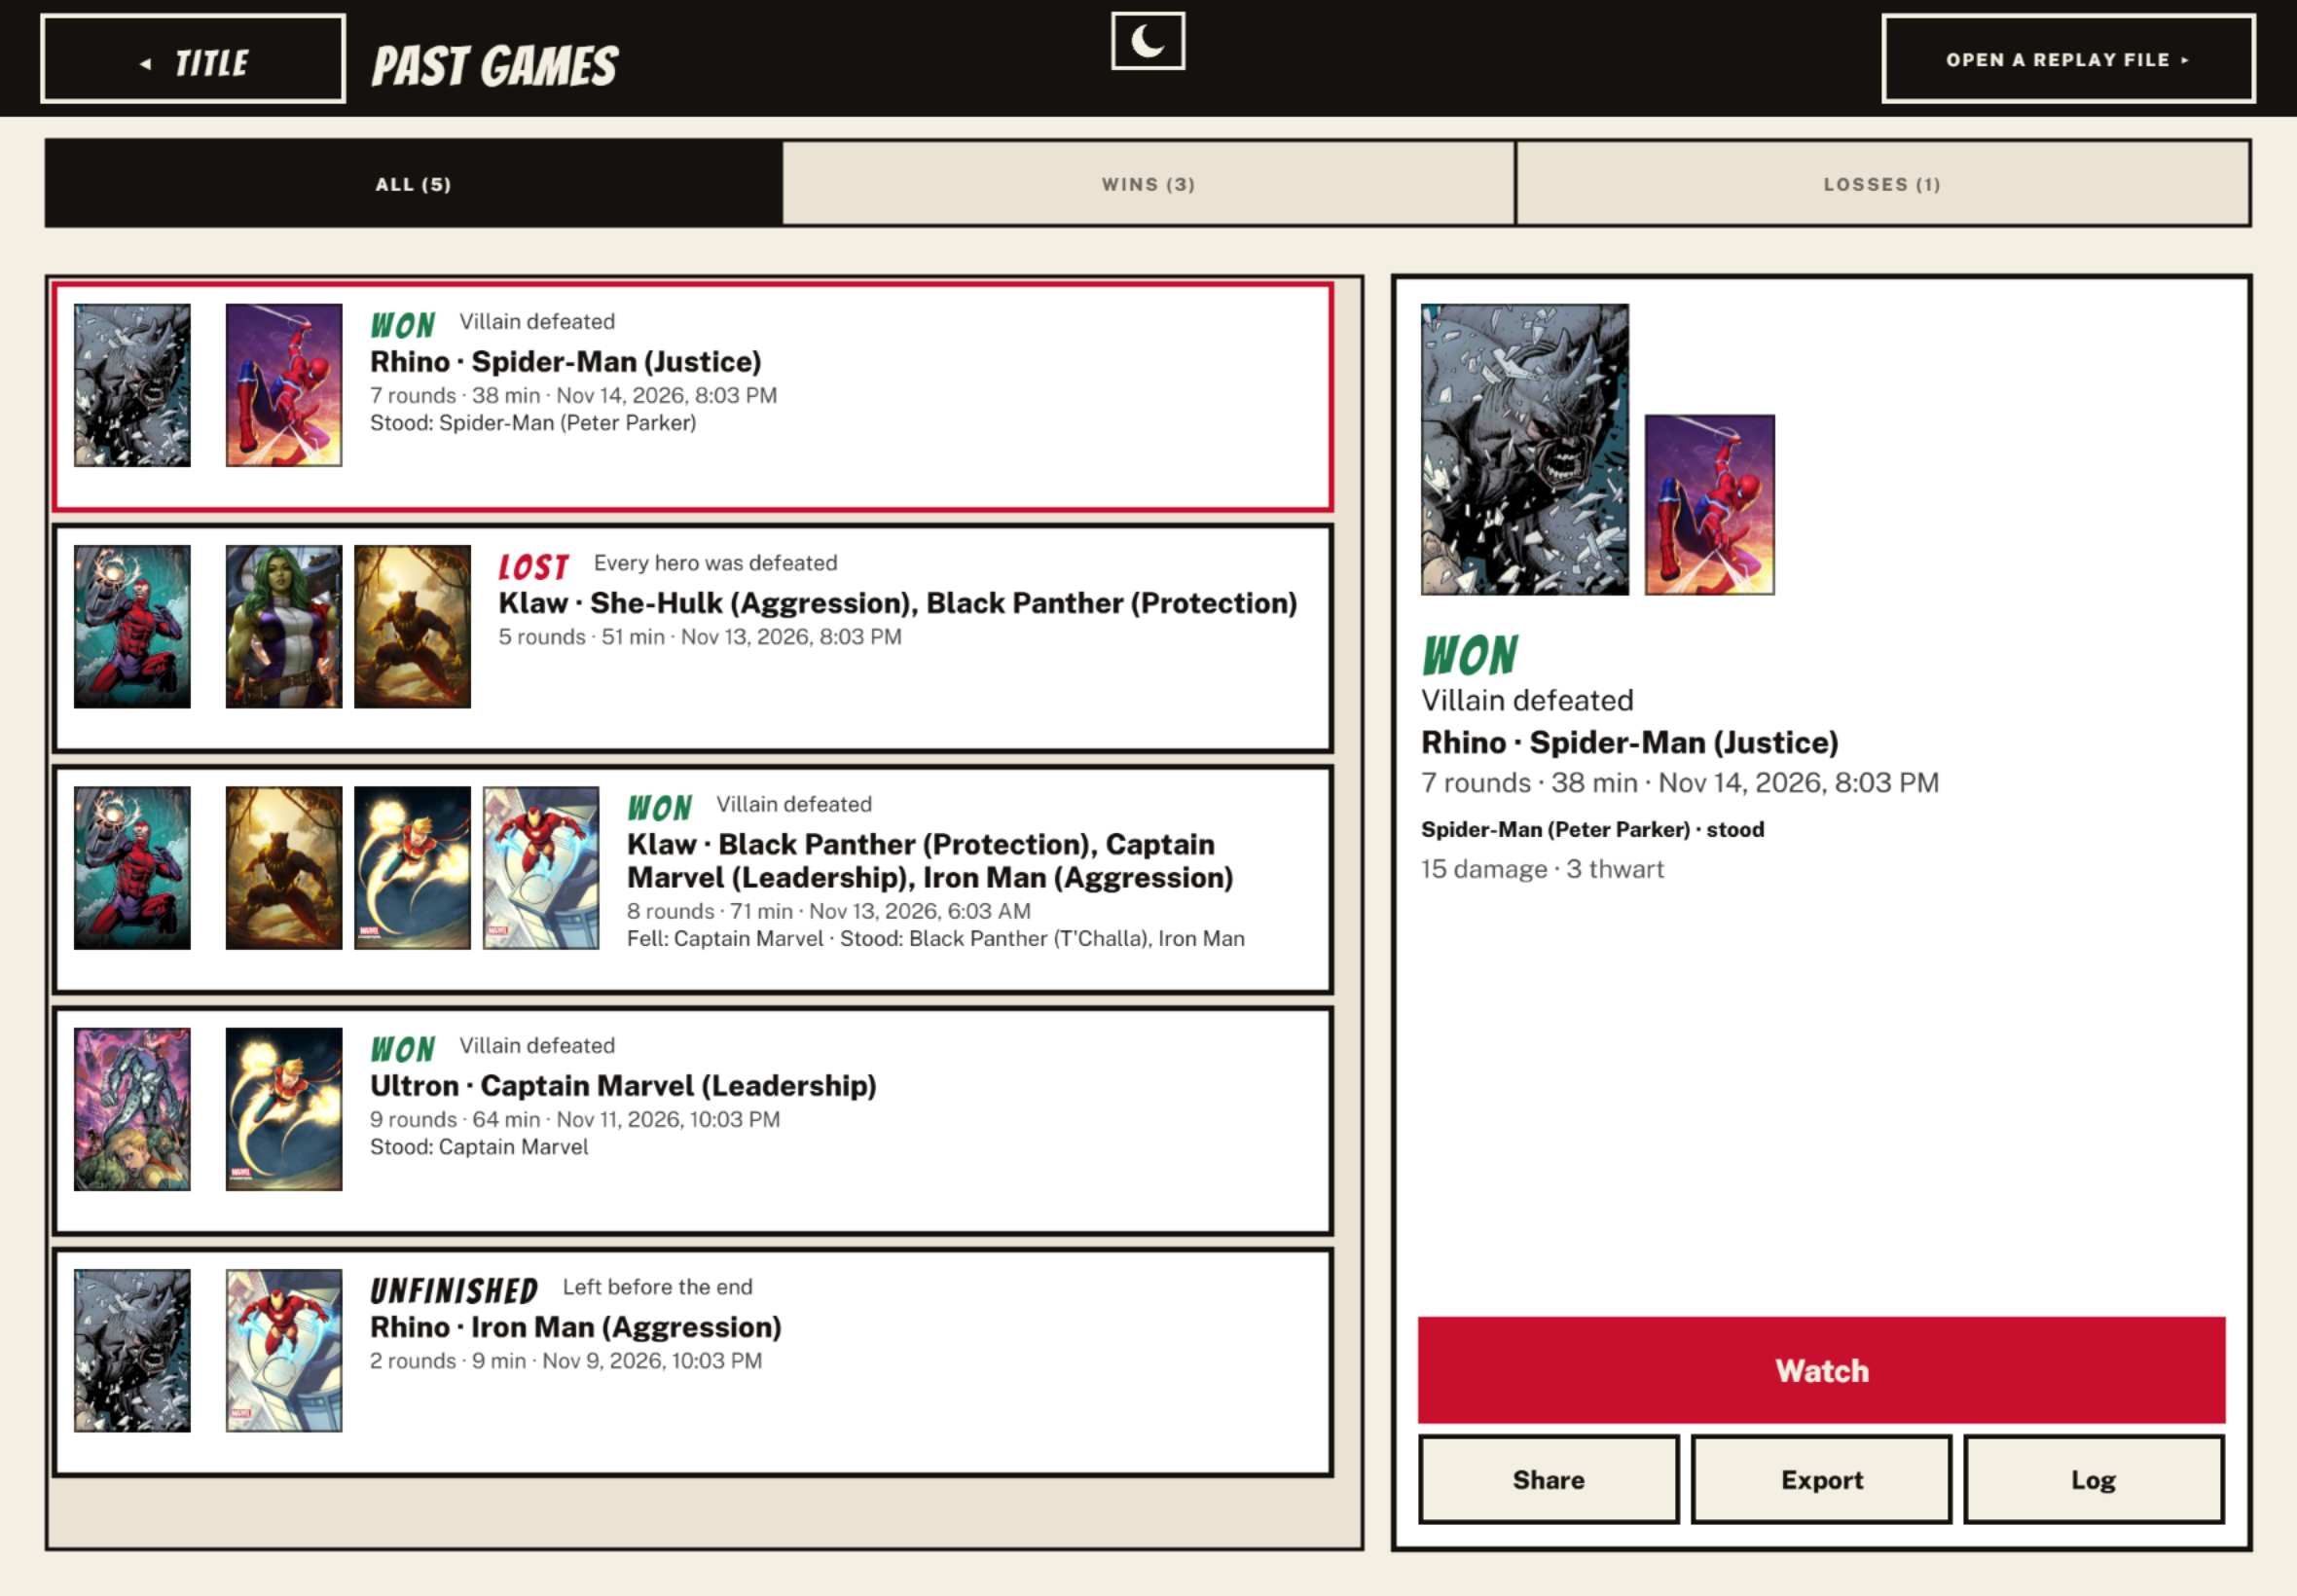 ◂ TITLE
PAST GAMES
OPEN A REPLAY FILE ▸
ALL (5)
WINS (3)
LOSSES (1)
WON Villain defeated
Rhino · Spider-Man (Justice)
7 rounds · 38 min · Nov 14, 2026, 8:03 PM
Stood: Spider-Man (Peter Parker)
LOST Every hero was defeated
Klaw · She-Hulk (Aggression), Black Panther (Protection)
5 rounds · 51 min · Nov 13, 2026, 8:03 PM
WON Villain defeated
Klaw · Black Panther (Protection), Captain
Marvel (Leadership), Iron Man (Aggression)
8 rounds · 71 min · Nov 13, 2026, 6:03 AM
Fell: Captain Marvel · Stood: Black Panther (T'Challa), Iron Man
MARVEL
MARVEL
WON Villain defeated
Ultron · Captain Marvel (Leadership)
9 rounds · 64 min · Nov 11, 2026, 10:03 PM
Stood: Captain Marvel
MARVEL
UNFINISHED Left before the end
Rhino · Iron Man (Aggression)
2 rounds · 9 min · Nov 9, 2026, 10:03 PM
MARVEL
WON
Villain defeated
Rhino · Spider-Man (Justice)
7 rounds · 38 min · Nov 14, 2026, 8:03 PM
Spider-Man (Peter Parker) · stood
15 damage · 3 thwart
Watch
Share
Export
Log